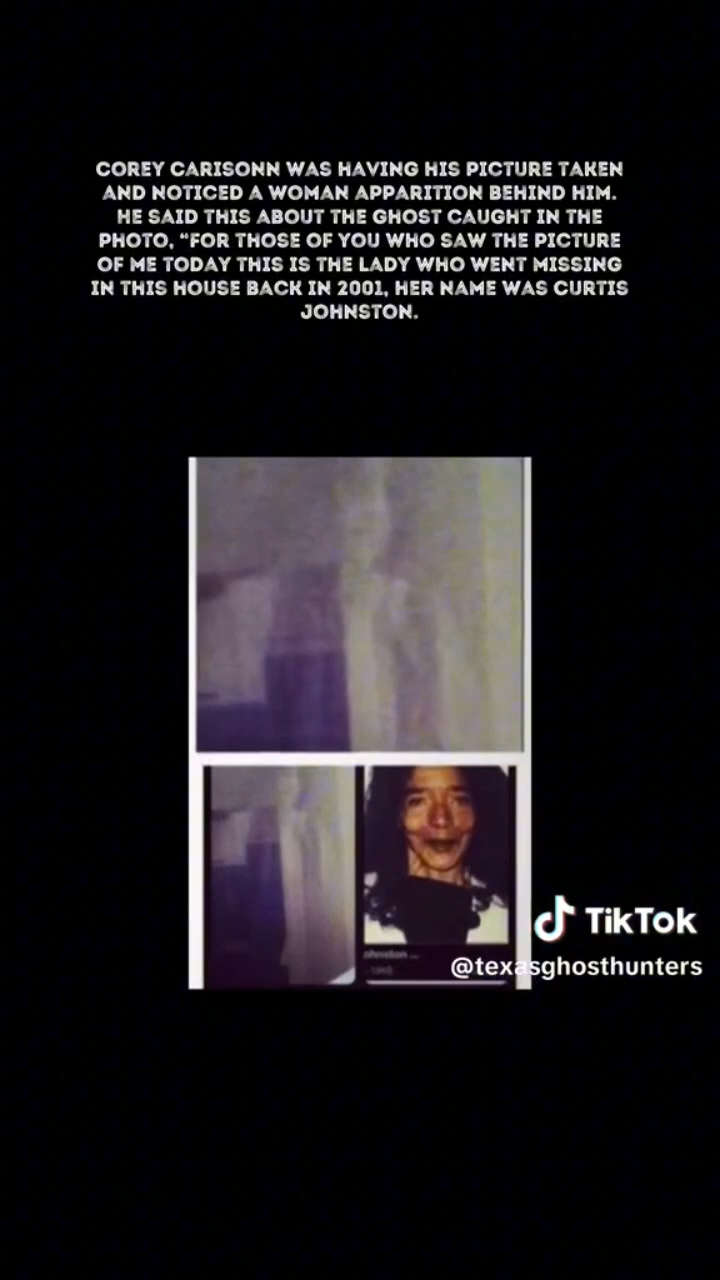 COREY CARISONN WAS HAVING HIS PICTURE TAKEN
AND NOTICED A WOMAN APPARITION BEHIND HIM.
HE SAID THIS ABOUT THE GHOST CAUGHT IN THE
PHOTO, “FOR THOSE OF YOU WHO SAW THE PICTURE
OF ME TODAY THIS IS THE LADY WHO WENT MISSING
IN THIS HOUSE BACK IN 2001, HER NAME WAS CURTIS
JOHNSTON.
TikTok
@texasghosthunters